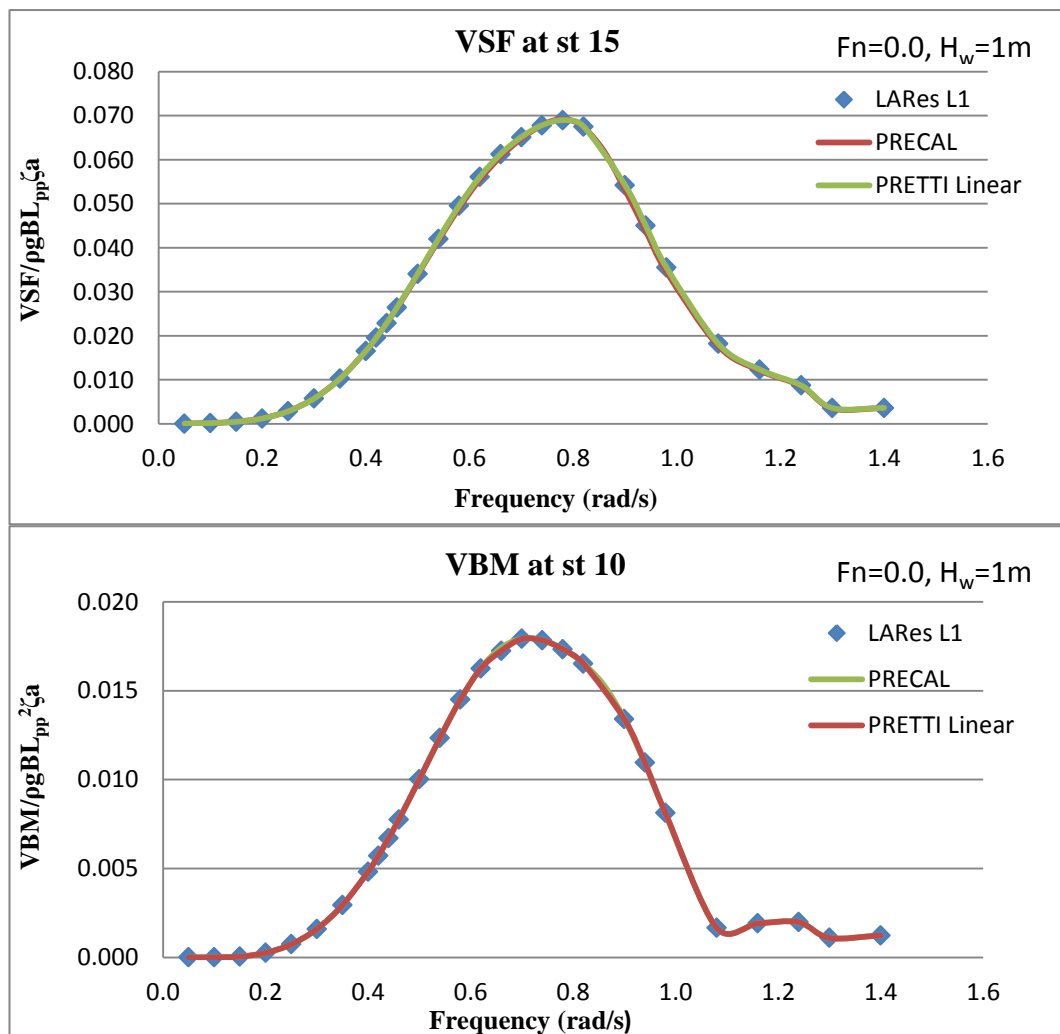 VSF at st 15
Fn=0.0, Hw=1m
0.080
0.070
0.060
0.050
0.040
0.030
0.020
0.010
0.000
VSF/ρgBLppζa
LARes L1
PRECAL
PRETTI Linear
0.0 0.2 0.4 0.6 0.8 1.0 1.2 1.4 1.6
Frequency (rad/s)
VBM at st 10
Fn=0.0, Hw=1m
0.020
0.015
0.010
0.005
0.000
VBM/ρgBLpp²ζa
LARes L1
PRECAL
PRETTI Linear
0.0 0.2 0.4 0.6 0.8 1.0 1.2 1.4 1.6
Frequency (rad/s)